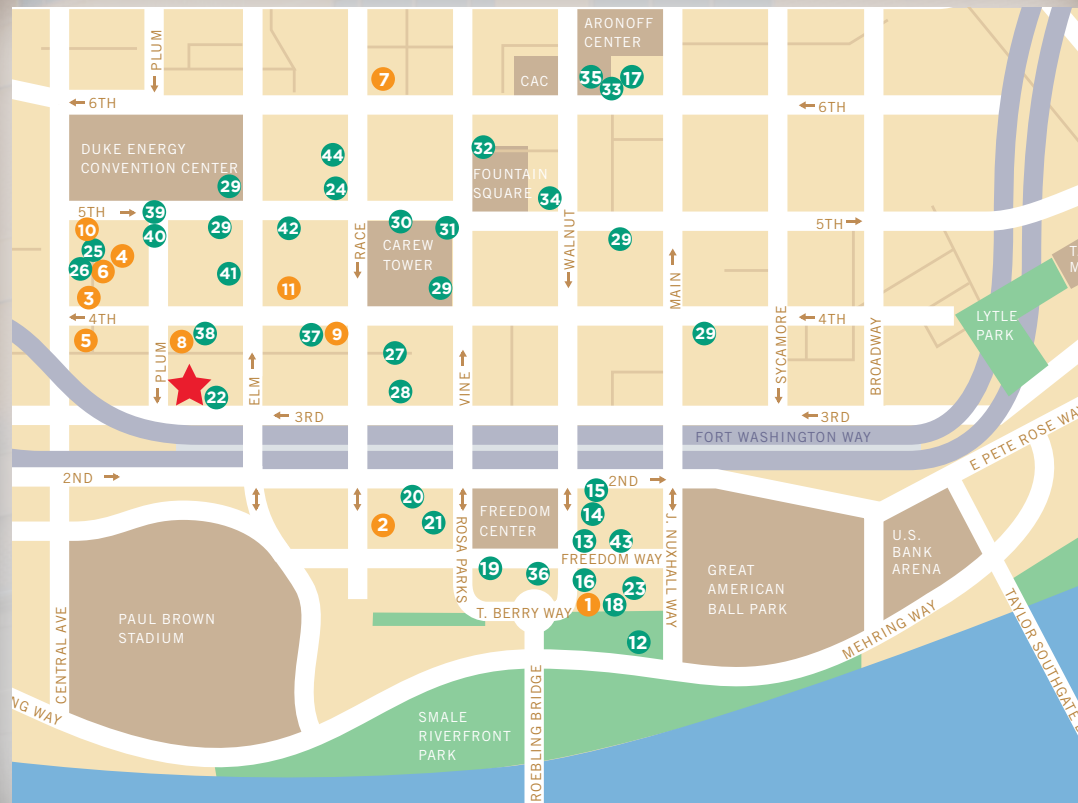 ARONOFF
CENTER
PLUM
7
CAC
35
33
17
6TH
6TH
DUKE ENERGY
CONVENTION CENTER
29
44
24
32
FOUNTAIN
SQUARE
34
5TH
39
40
10
25
4
26
6
3
29
42
41
11
RACE
30
31
CAREW
TOWER
29
WALNUT
29
MAIN
5TH
4TH
4TH
5
8
38
37
9
27
28
22
PLUM
ELM
VINE
29
SYCAMORE
BROADWAY
LYTLE
PARK
T
M
3RD
3RD
FORT WASHINGTON WAY
E PETE ROSE WA
2ND
2ND
20
21
2
ROSA PARKS
FREEDOM
CENTER
15
14
13
43
FREEDOM WAY
19
36
16
23
1
18
T. BERRY WAY
12
J. NUXHALL WAY
GREAT
AMERICAN
BALL PARK
U.S.
BANK
ARENA
MEHRING WAY
TAYLOR SOUTHGATE
PAUL BROWN
STADIUM
CENTRAL AVE
NG WAY
SMALE
RIVERFRONT
PARK
ROEBLING BRIDGE